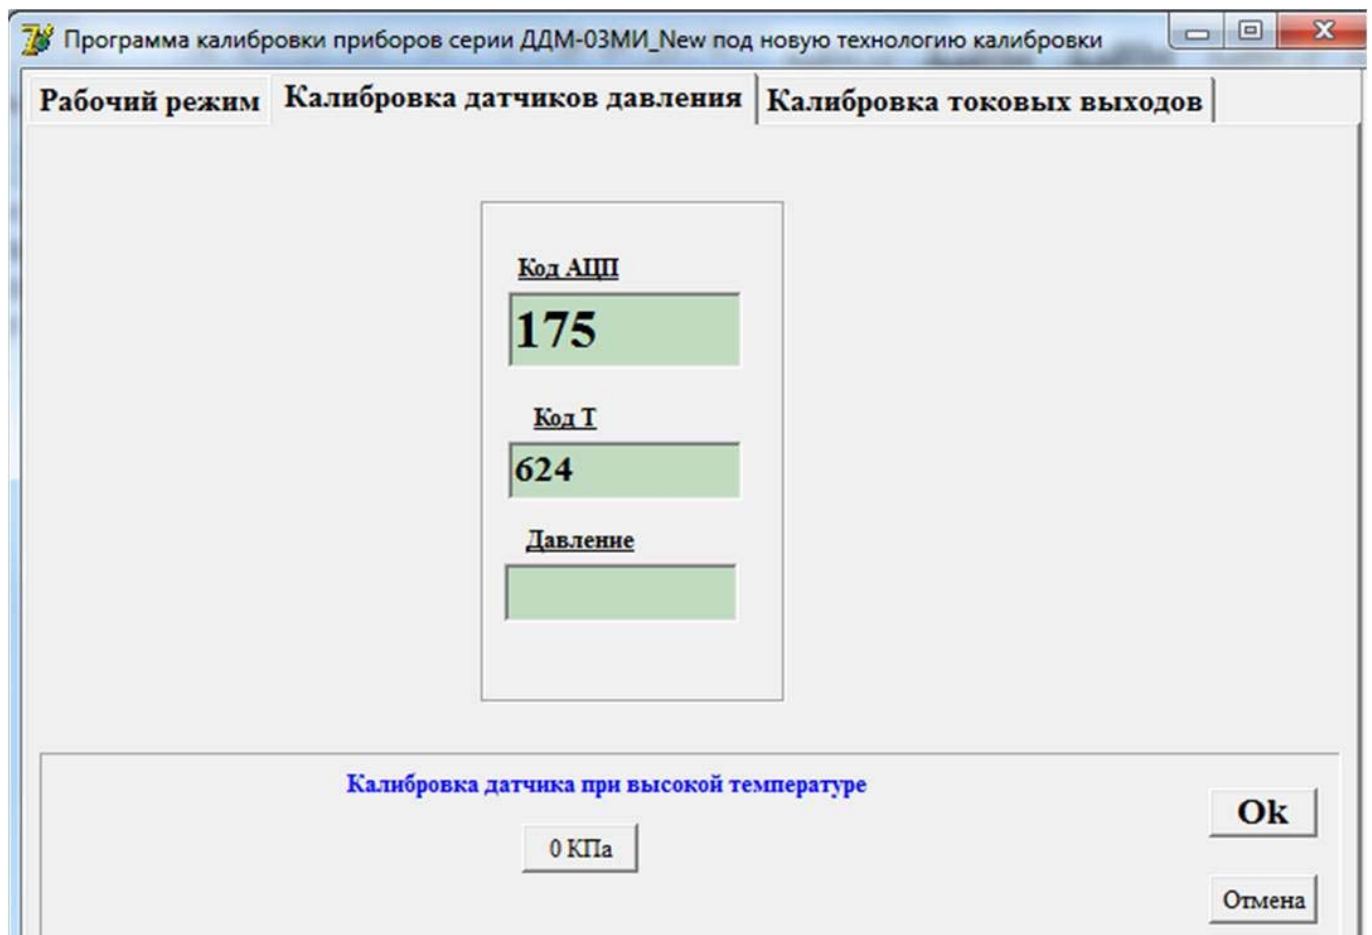 Программа калибровки приборов серии ДДМ-03МИ_New под новую технологию калибровки
Рабочий режим Калибровка датчиков давления Калибровка токовых выходов
Код АЦП
175
Код Т
624
Давление
Калибровка датчика при высокой температуре
0 КПа
Ok
Отмена